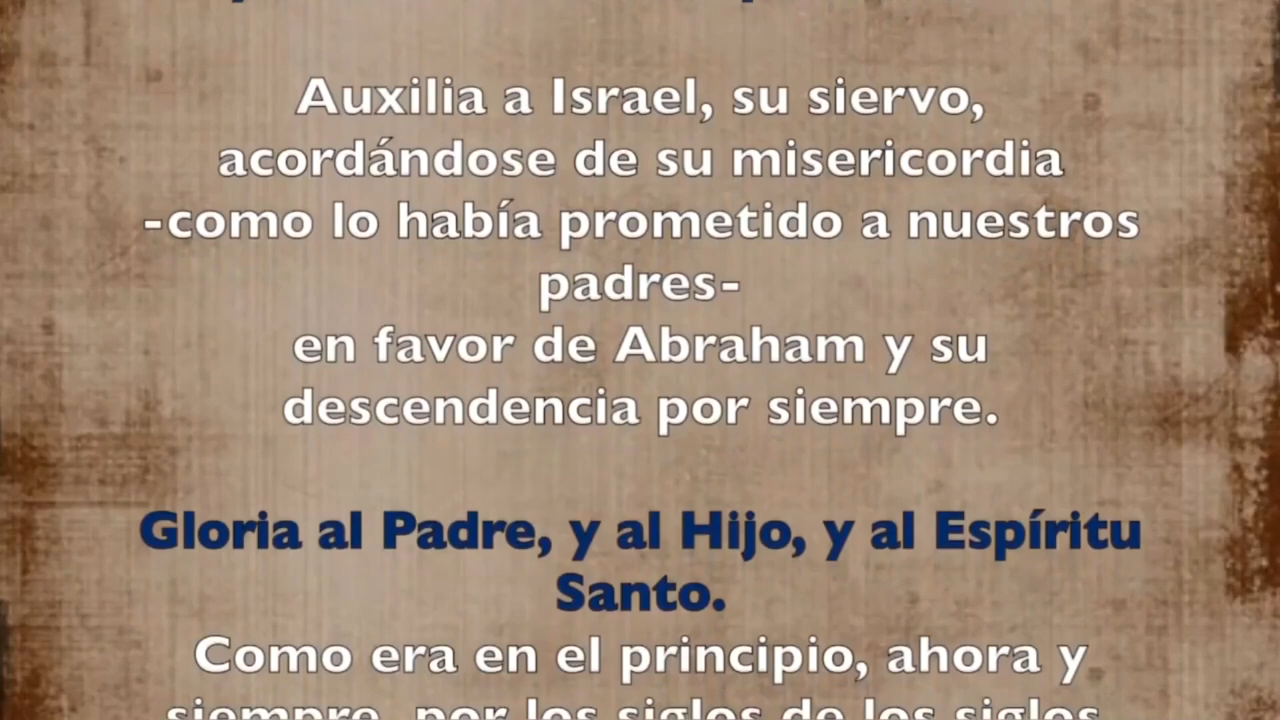 Auxilia a Israel, su siervo,
acordándose de su misericordia
-como lo había prometido a nuestros
padres-
en favor de Abraham y su
descendencia por siempre.
Gloria al Padre, y al Hijo, y al Espíritu
Santo.
Como era en el principio, ahora y
siempre, por los siglos de los siglos